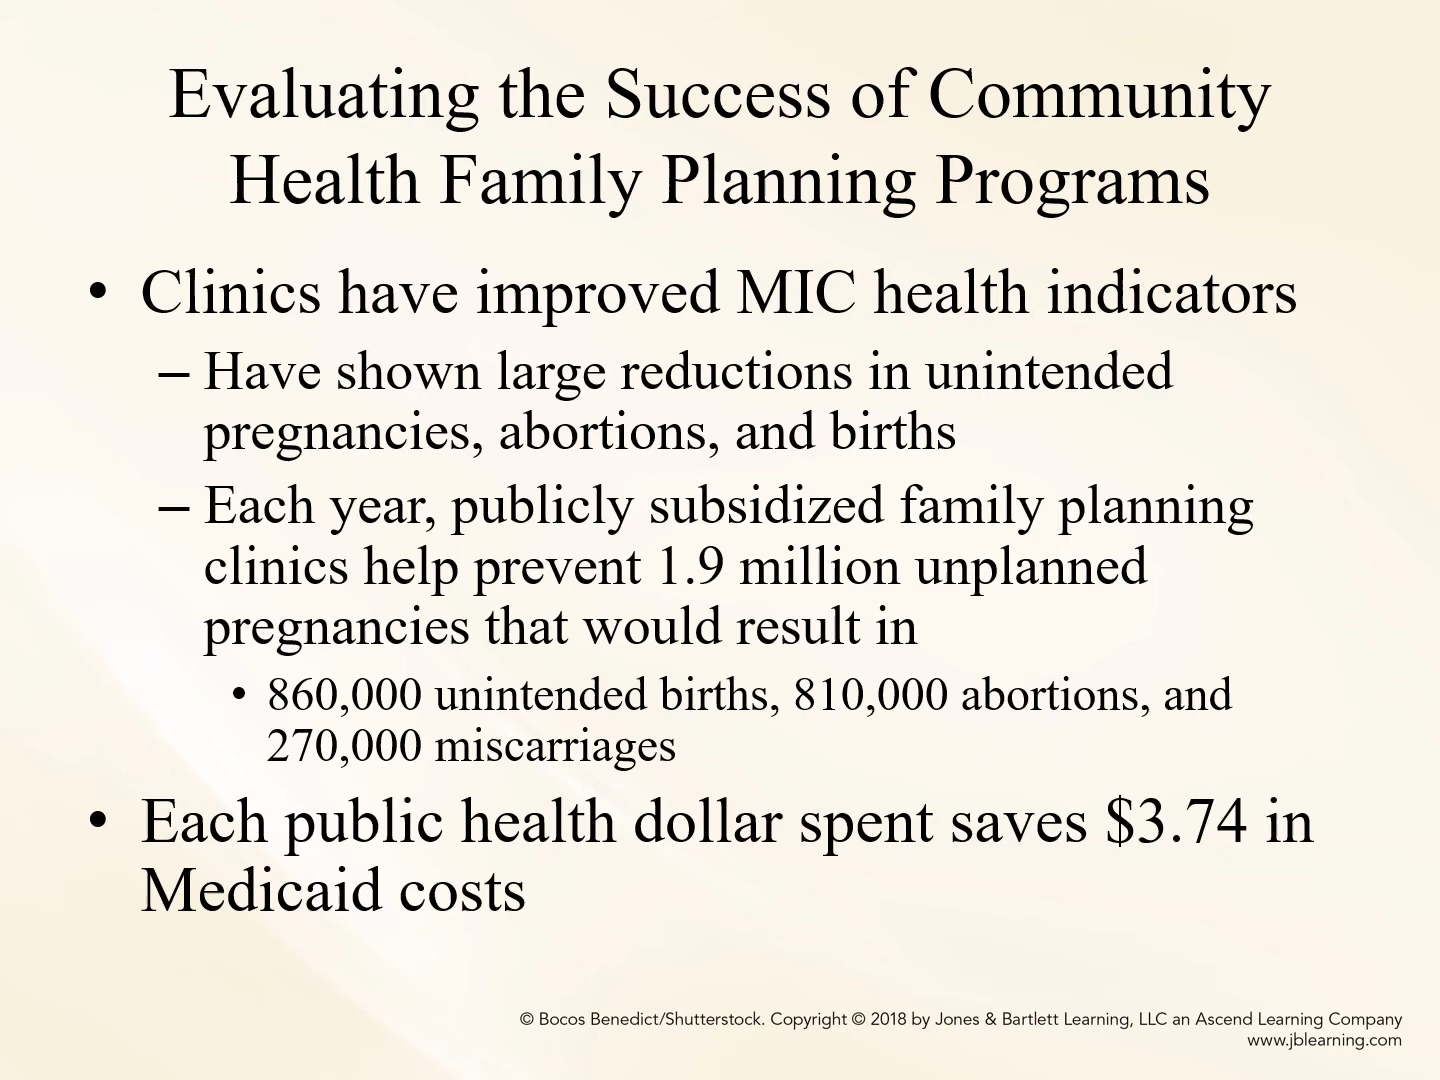 Evaluating the Success of Community
Health Family Planning Programs
• Clinics have improved MIC health indicators
– Have shown large reductions in unintended
pregnancies, abortions, and births
– Each year, publicly subsidized family planning
clinics help prevent 1.9 million unplanned
pregnancies that would result in
• 860,000 unintended births, 810,000 abortions, and
270,000 miscarriages
• Each public health dollar spent saves $3.74 in
Medicaid costs
© Bocos Benedict/Shutterstock. Copyright © 2018 by Jones & Bartlett Learning, LLC an Ascend Learning Company
www.jblearning.com